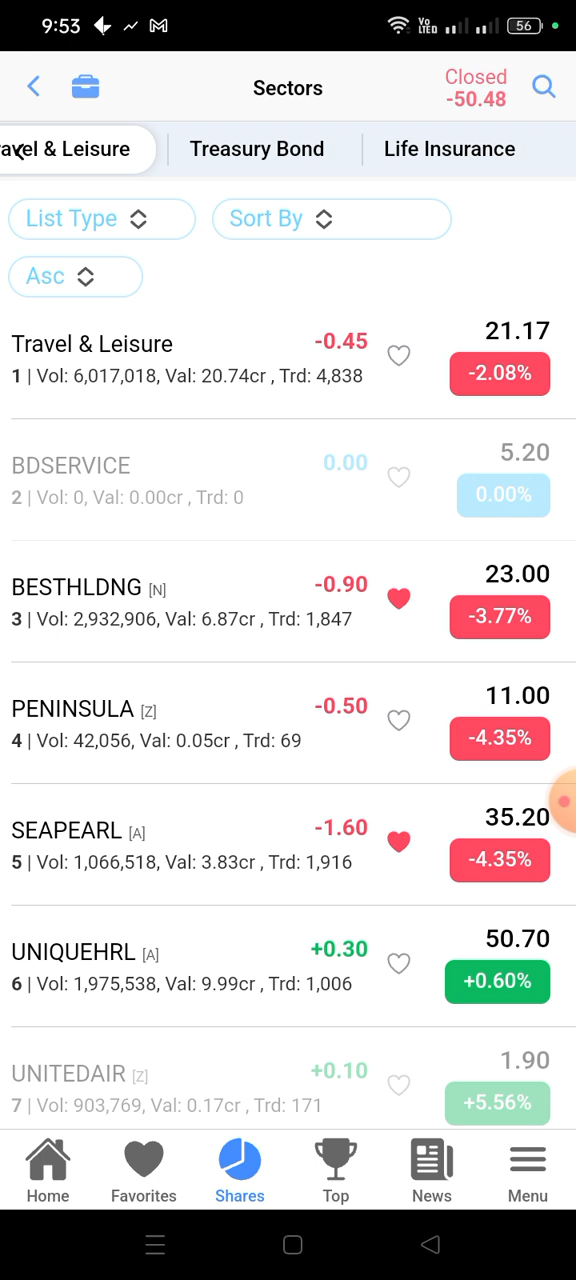 9:53
Vo LTED
56
Sectors
Closed
-50.48
avel & Leisure
Treasury Bond
Life Insurance
List Type
Sort By
Asc
Travel & Leisure
-0.45
21.17
1 | Vol: 6,017,018, Val: 20.74cr , Trd: 4,838
-2.08%
BDSERVICE
0.00
5.20
2 | Vol: 0, Val: 0.00cr , Trd: 0
0.00%
BESTHLDNG [N]
-0.90
23.00
3 | Vol: 2,932,906, Val: 6.87cr , Trd: 1,847
-3.77%
PENINSULA [Z]
-0.50
11.00
4 | Vol: 42,056, Val: 0.05cr , Trd: 69
-4.35%
SEAPEARL [A]
-1.60
35.20
5 | Vol: 1,066,518, Val: 3.83cr , Trd: 1,916
-4.35%
UNIQUEHRL [A]
+0.30
50.70
6 | Vol: 1,975,538, Val: 9.99cr , Trd: 1,006
+0.60%
UNITEDAIR [Z]
+0.10
1.90
7 | Vol: 903,769, Val: 0.17cr , Trd: 171
+5.56%
Home
Favorites
Shares
Top
News
Menu